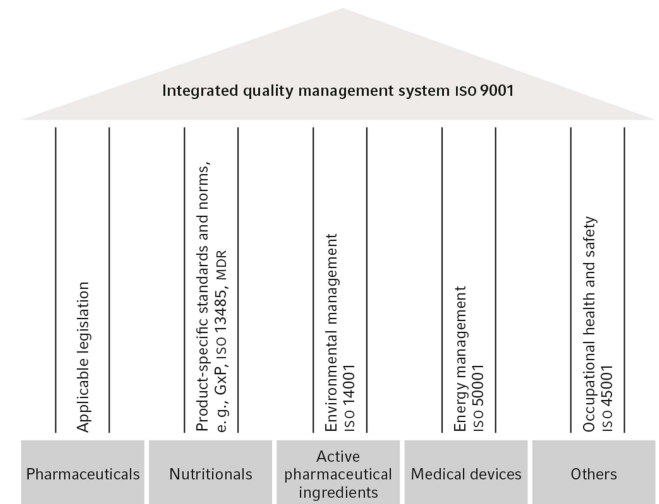 Integrated quality management system ISO 9001
Applicable legislation
Product-specific standards and norms,
e. g., GxP, ISO 13485, MDR
Environmental management
ISO 14001
Energy management
ISO 50001
Occupational health and safety
ISO 45001
Pharmaceuticals
Nutritionals
Active
pharmaceutical
ingredients
Medical devices
Others